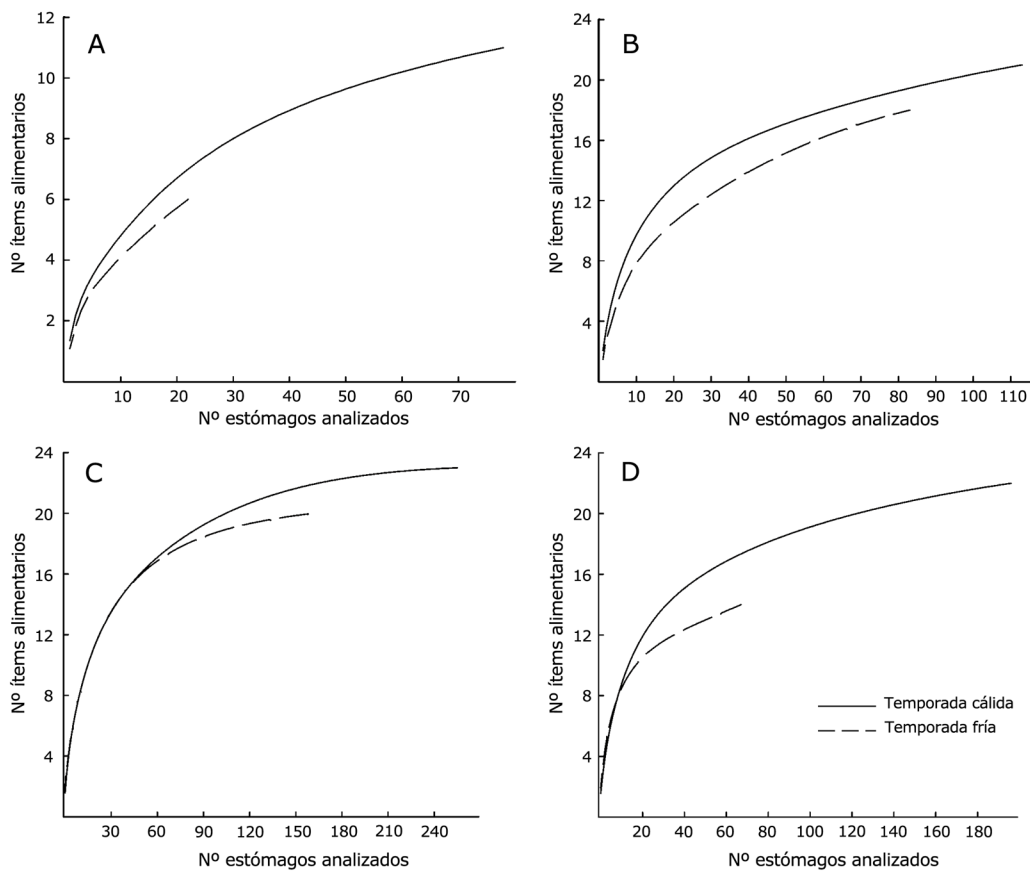 A
Nº ítems alimentarios
12
10
8
6
4
2
10 20 30 40 50 60 70
Nº estómagos analizados
B
Nº ítems alimentarios
24
20
16
12
8
4
10 20 30 40 50 60 70 80 90 100 110
Nº estómagos analizados
C
Nº ítems alimentarios
24
20
16
12
8
4
30 60 90 120 150 180 210 240
Nº estómagos analizados
D
Nº ítems alimentarios
24
20
16
12
8
4
Temporada cálida
Temporada fría
20 40 60 80 100 120 140 160 180
Nº estómagos analizados